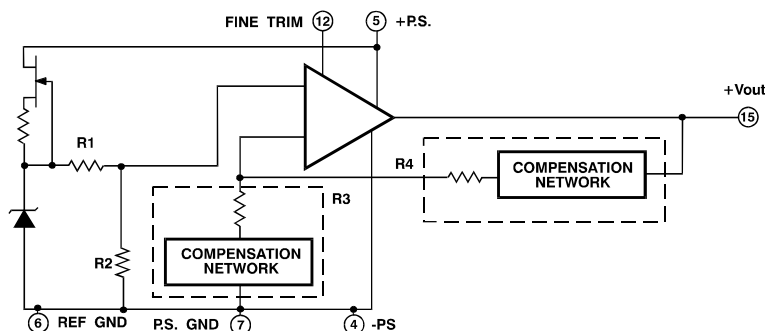 FINE TRIM 12 5 +P.S.
+Vout
15
R1
R4
COMPENSATION
NETWORK
R3
R2
COMPENSATION
NETWORK
6 REF GND P.S. GND 7 4 -PS